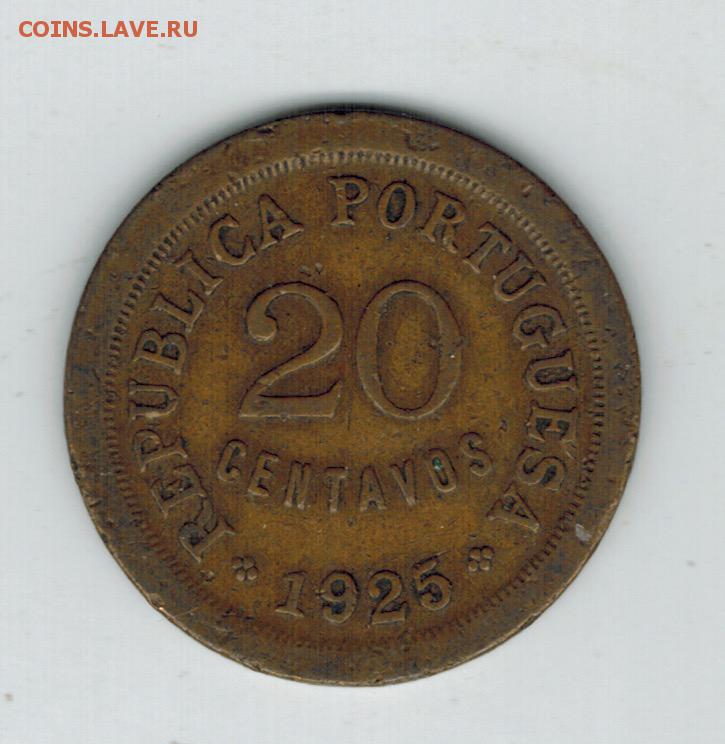 COINS.LAVE.RU
REPUBLICA PORTUGUESA
20
CENTAVOS
1925